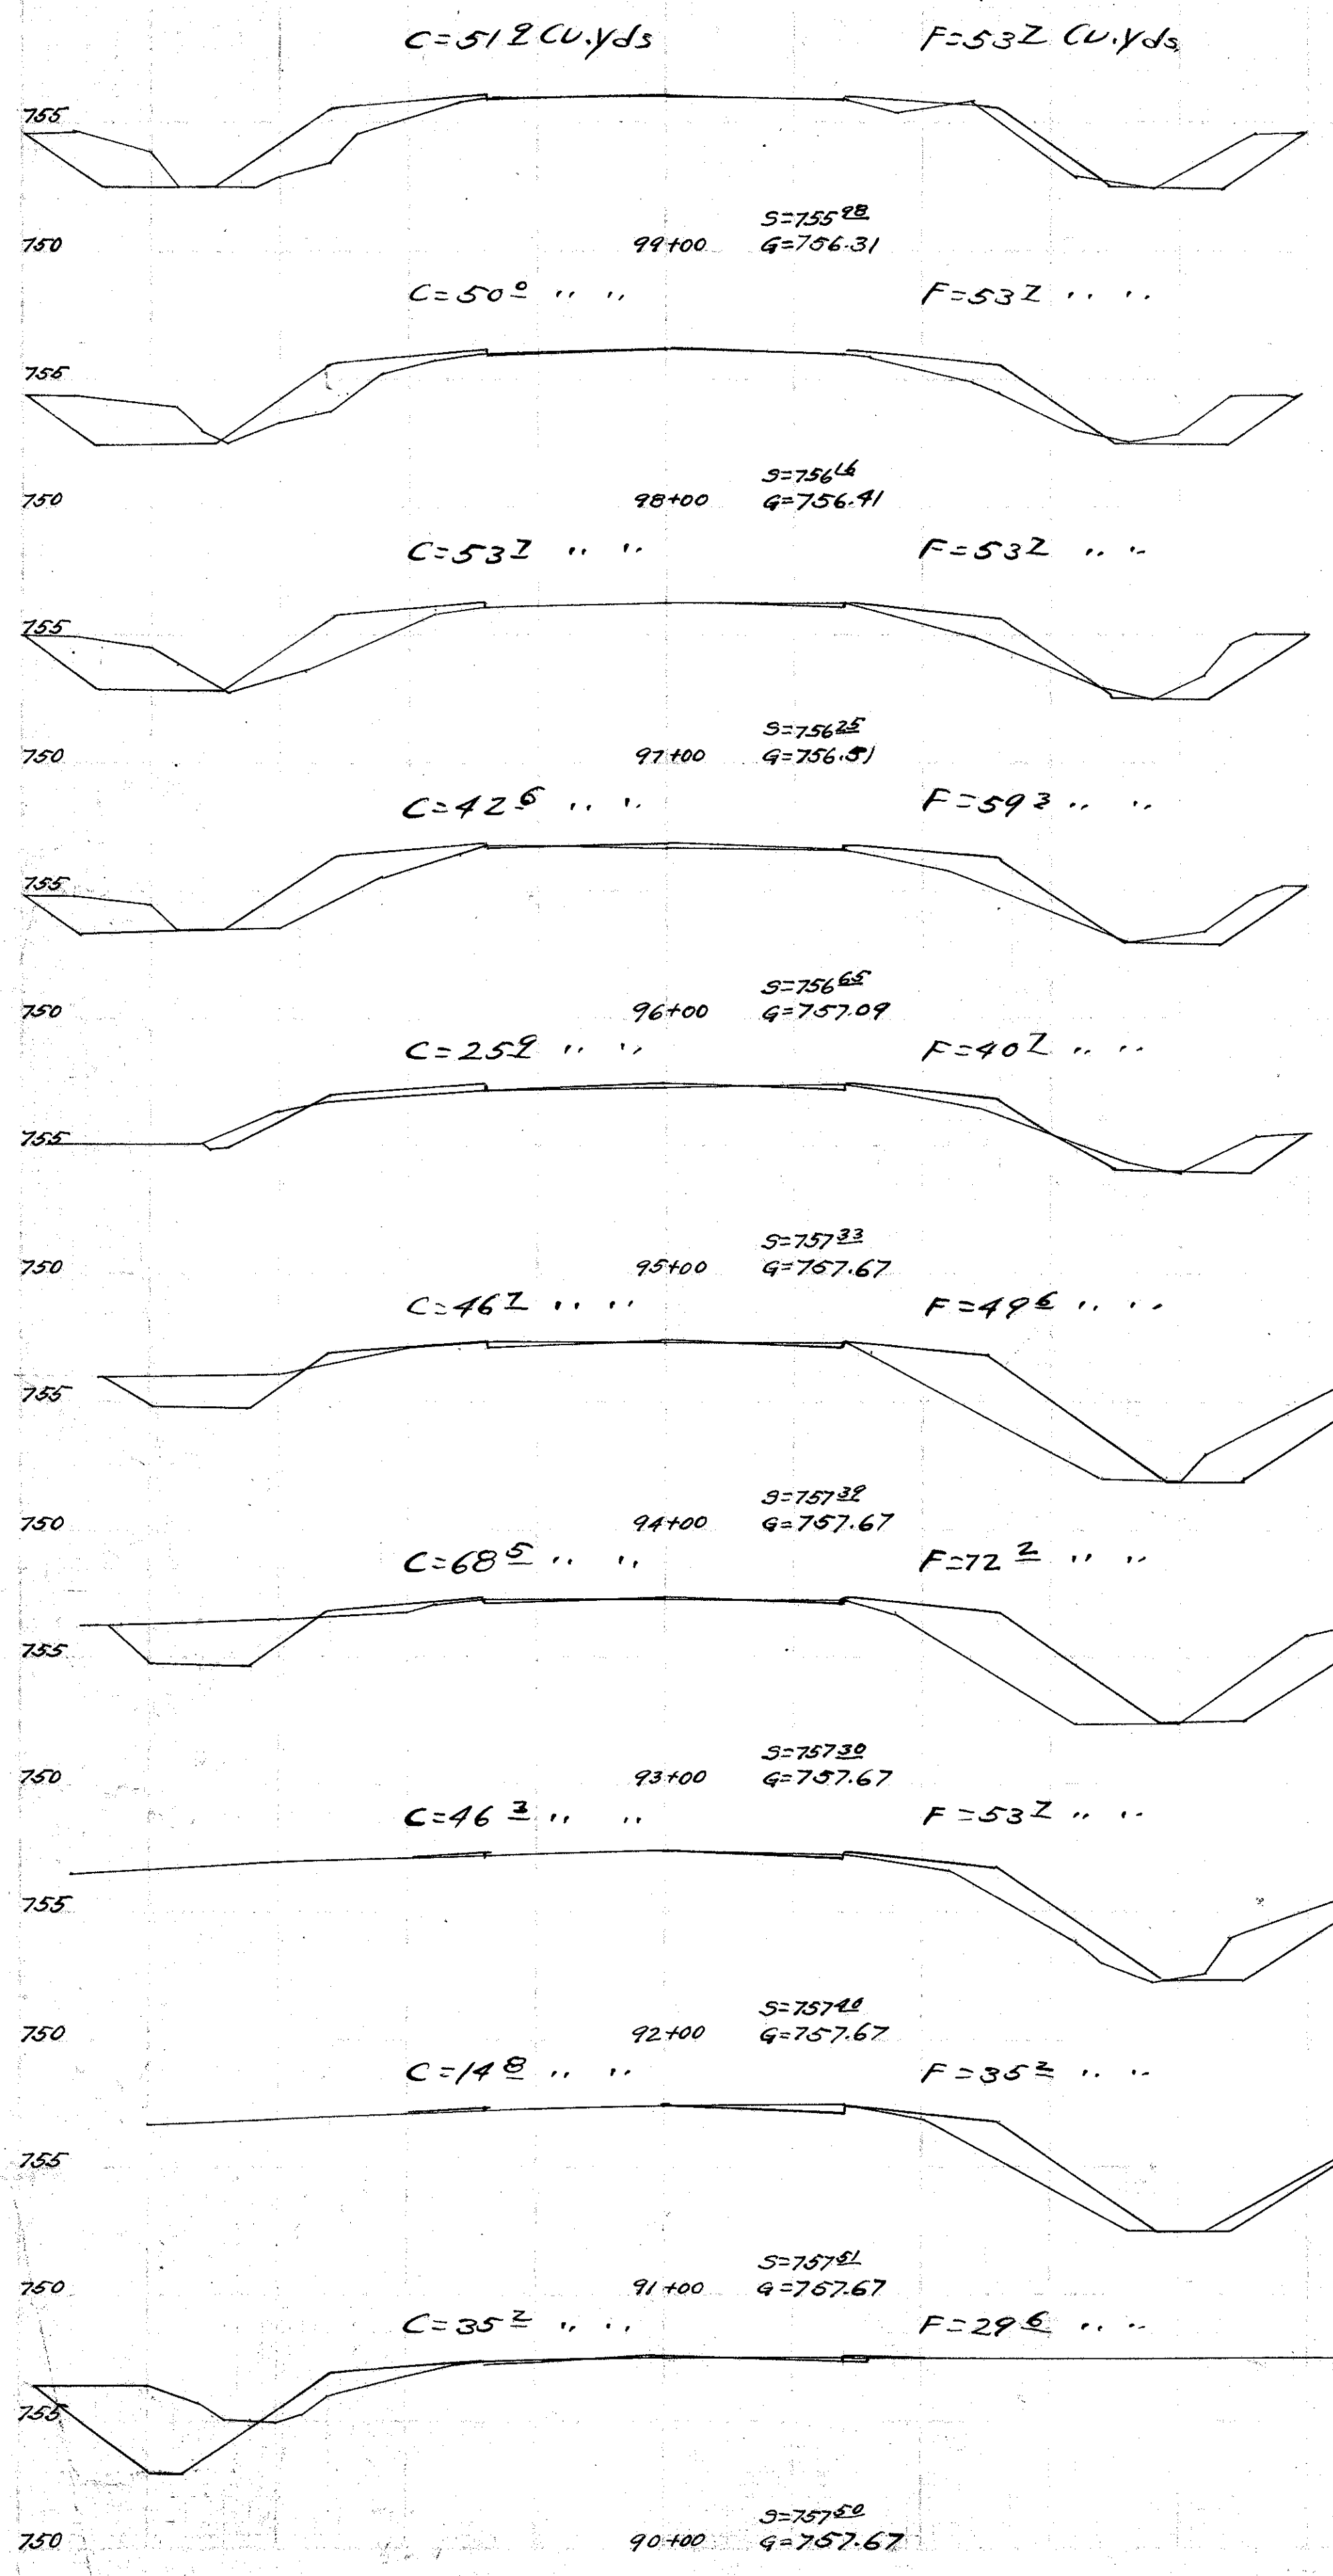 C=51 9 Cu.yds F=53 7 Cu.yds
755
S=755 98
750 99+00 G=756.31
C=50 0 " " F=53 7 " "
755
S=756 16
750 98+00 G=756.41
C=53 7 " " F=53 7 " "
755
S=756 25
750 97+00 G=756.51
C=42 6 " " F=59 3 " "
755
S=756 65
750 96+00 G=757.09
C=25 9 " " F=40 7 " "
755
S=757 33
750 95+00 G=757.67
C=46 7 " " F=49 6 " "
755
S=757 39
750 94+00 G=757.67
C=68 5 " " F=72 2 " "
755
S=757 30
750 93+00 G=757.67
C=46 3 " " F=53 7 " "
755
S=757 40
750 92+00 G=757.67
C=14 8 " " F=35 2 " "
755
S=757 51
750 91+00 G=757.67
C=35 2 " " F=29 6 " "
755
S=757 50
750 90+00 G=757.67